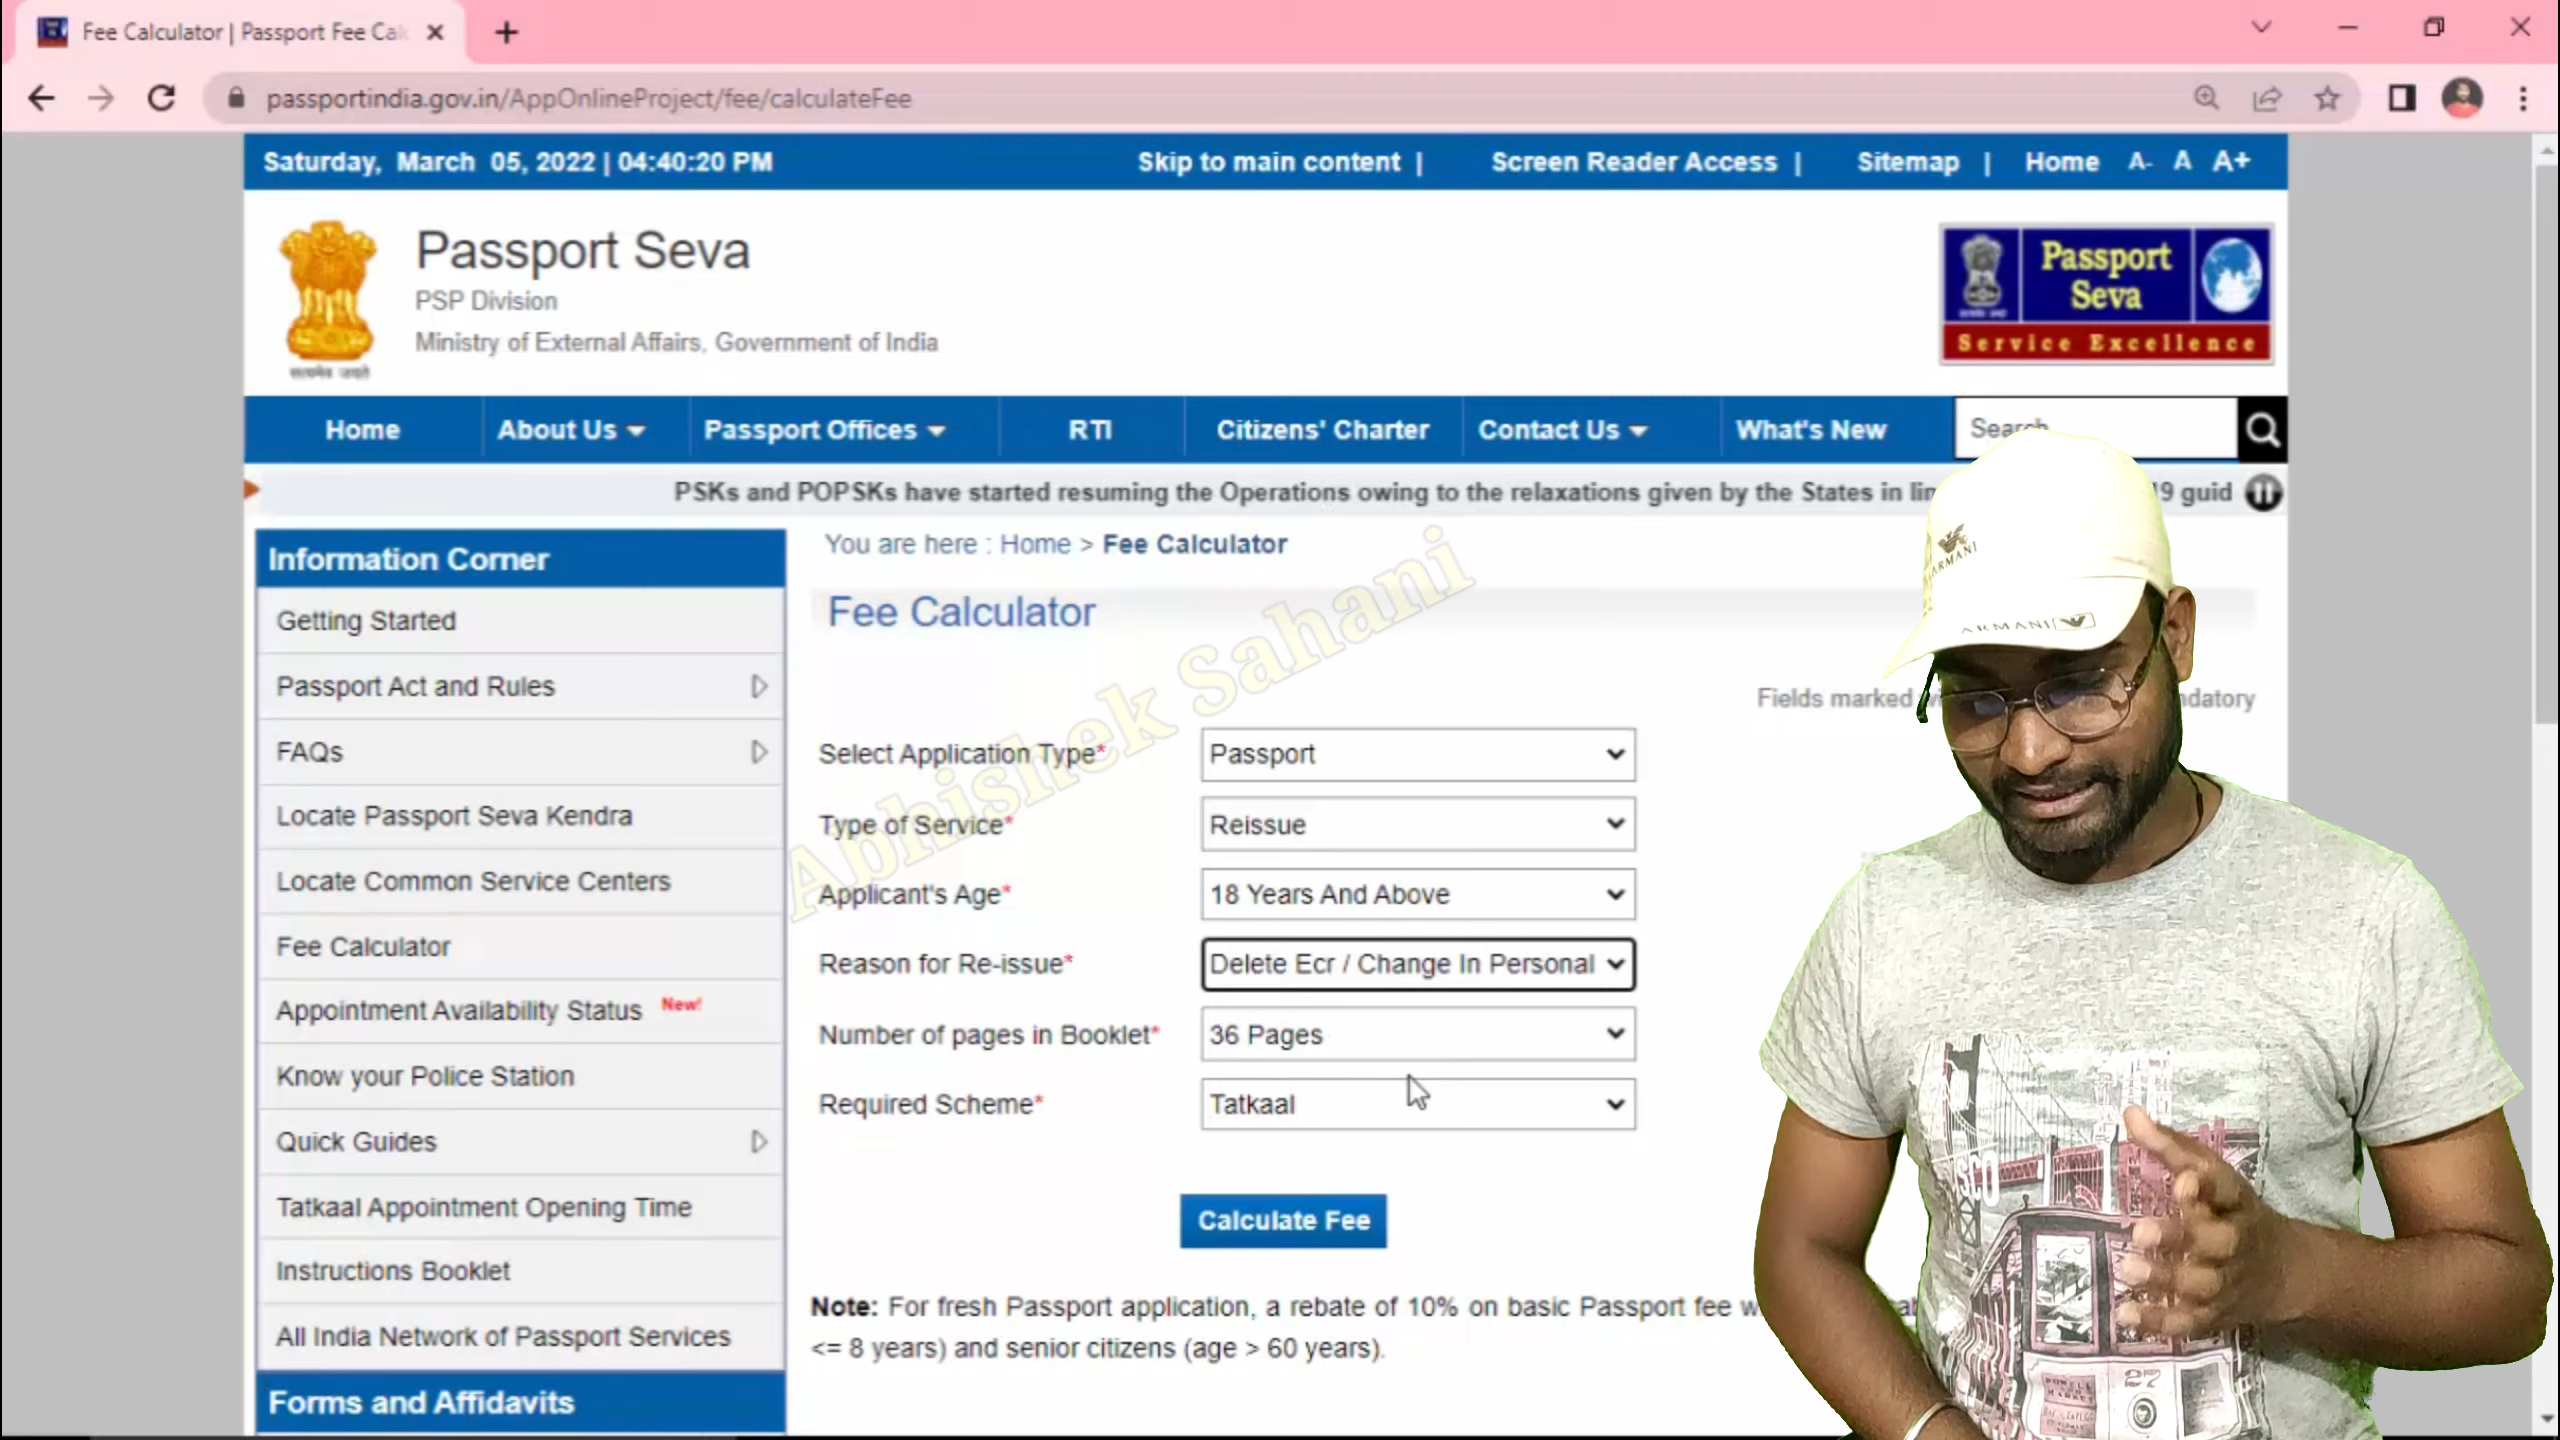 Fee Calculator | Passport Fee Cal
passportindia.gov.in/AppOnlineProject/fee/calculateFee
Saturday, March 05, 2022 | 04:40:20 PM
Skip to main content |
Screen Reader Access |
Sitemap |
Home
A- A A+
Passport Seva
PSP Division
Ministry of External Affairs, Government of India
सत्यमेव जयते
Passport
Seva
Service Excellence
Home
About Us
Passport Offices
RTI
Citizens' Charter
Contact Us
What's New
Search
PSKs and POPSKs have started resuming the Operations owing to the relaxations given by the States in
19 guid
You are here : Home > Fee Calculator
Information Corner
Getting Started
Passport Act and Rules
FAQs
Locate Passport Seva Kendra
Locate Common Service Centers
Fee Calculator
Appointment Availability Status New!
Know your Police Station
Quick Guides
Tatkaal Appointment Opening Time
Instructions Booklet
All India Network of Passport Services
Forms and Affidavits
Fee Calculator
Abhishek Sahani
Fields marked
Select Application Type* Passport
Type of Service* Reissue
Applicant's Age* 18 Years And Above
Reason for Re-issue* Delete Ecr / Change In Personal
Number of pages in Booklet* 36 Pages
Required Scheme* Tatkaal
Calculate Fee
Note: For fresh Passport application, a rebate of 10% on basic Passport fee
<= 8 years) and senior citizens (age > 60 years).
ARMANI
ARMANI
27